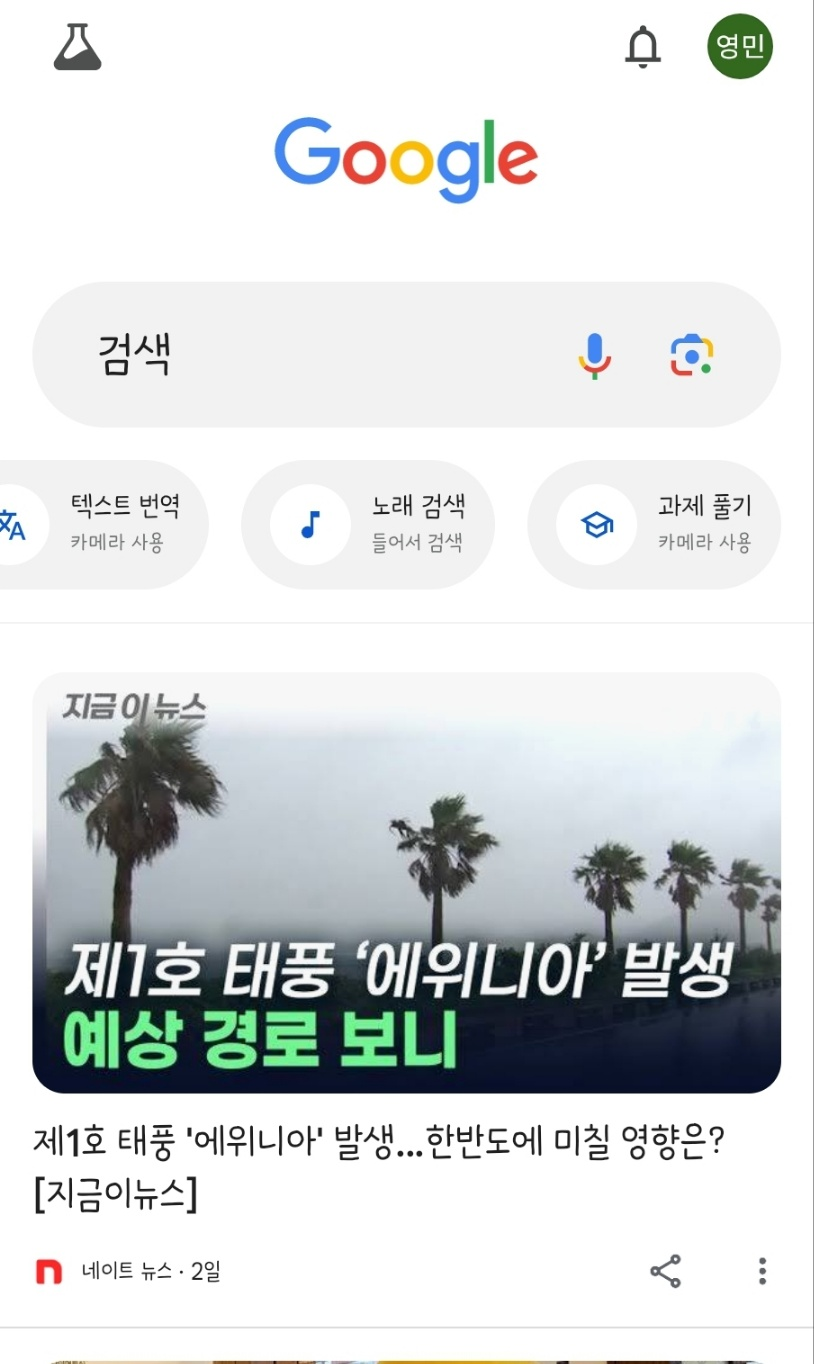 영민
Google
검색
텍스트 번역
카메라 사용
노래 검색
들어서 검색
과제 풀기
카메라 사용
지금 이 뉴스
제1호 태풍 ‘에위니아’ 발생
예상 경로 보니
제1호 태풍 '에위니아' 발생...한반도에 미칠 영향은?
[지금이뉴스]
네이트 뉴스 · 2일